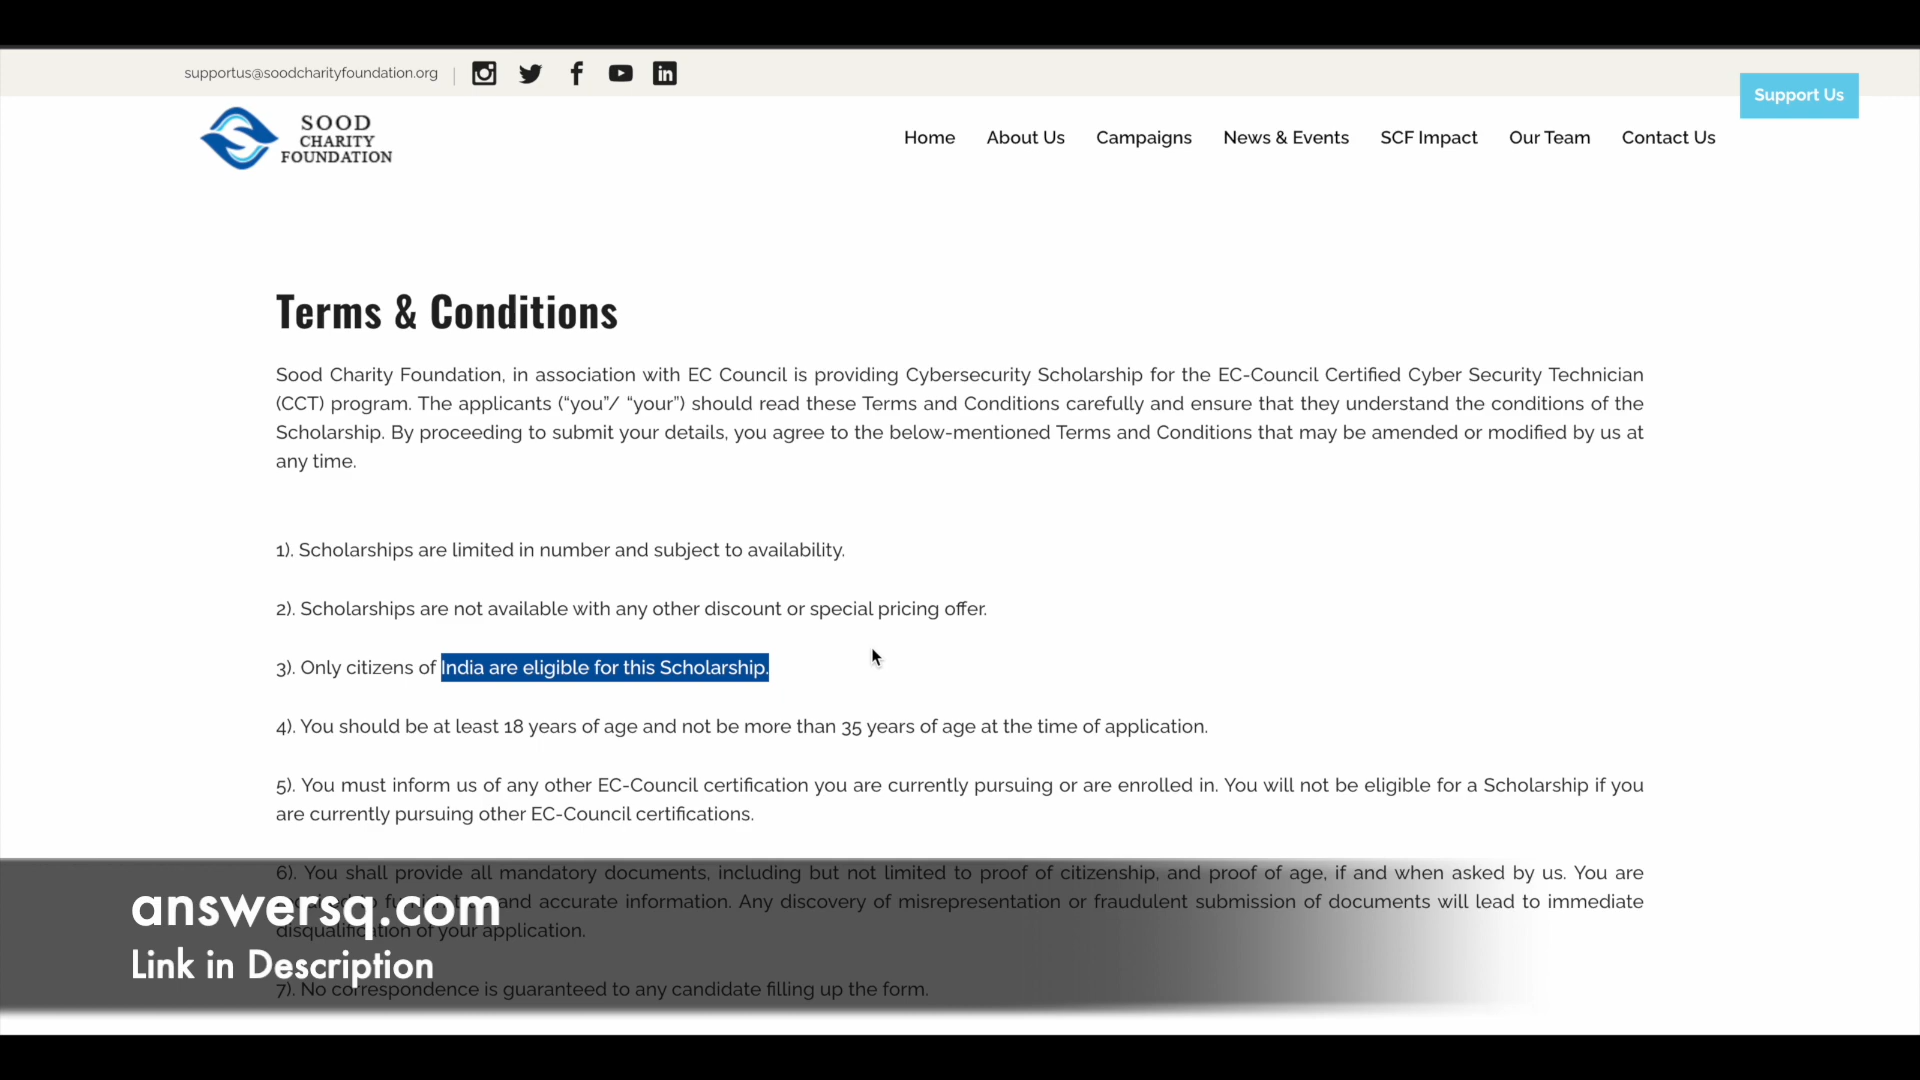 supportus@soodcharityfoundation.org
Support Us
SOOD
CHARITY
FOUNDATION
Home About Us Campaigns News & Events SCF Impact Our Team Contact Us
Terms & Conditions
Sood Charity Foundation, in association with EC Council is providing Cybersecurity Scholarship for the EC-Council Certified Cyber Security Technician
(CCT) program. The applicants (“you”/ “your”) should read these Terms and Conditions carefully and ensure that they understand the conditions of the
Scholarship. By proceeding to submit your details, you agree to the below-mentioned Terms and Conditions that may be amended or modified by us at
any time.
1). Scholarships are limited in number and subject to availability.
2). Scholarships are not available with any other discount or special pricing offer.
3). Only citizens of India are eligible for this Scholarship.
4). You should be at least 18 years of age and not be more than 35 years of age at the time of application.
5). You must inform us of any other EC-Council certification you are currently pursuing or are enrolled in. You will not be eligible for a Scholarship if you
are currently pursuing other EC-Council certifications.
6). You shall provide all mandatory documents, including but not limited to proof of citizenship, and proof of age, if and when asked by us. You are
and accurate information. Any discovery of misrepresentation or fraudulent submission of documents will lead to immediate
disqualification of your application.
7). No correspondence is guaranteed to any candidate filling up the form.
answersq.com
Link in Description